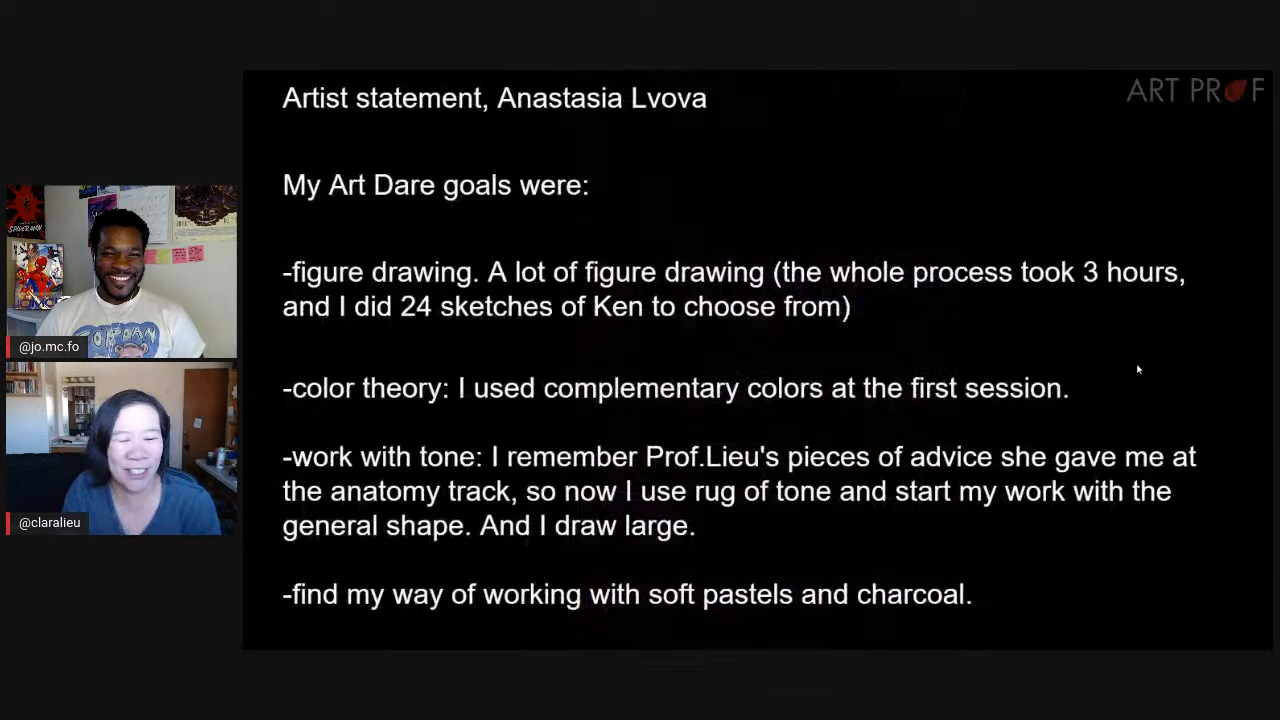 Artist statement, Anastasia Lvova
ART PROF
My Art Dare goals were:
-figure drawing. A lot of figure drawing (the whole process took 3 hours,
and I did 24 sketches of Ken to choose from)
-color theory: I used complementary colors at the first session.
-work with tone: I remember Prof.Lieu's pieces of advice she gave me at
the anatomy track, so now I use rug of tone and start my work with the
general shape. And I draw large.
-find my way of working with soft pastels and charcoal.
@jo.mc.fo
@claralieu